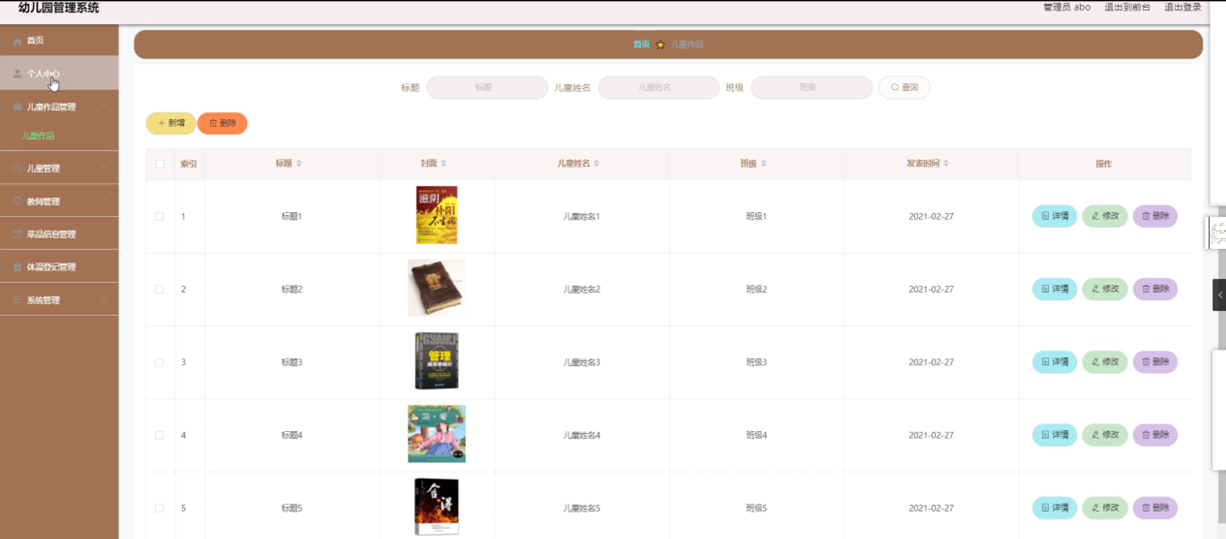 幼儿园管理系统
管理员 abo 退出到前台 退出登录
首页
个人中心
儿童作品管理
儿童作品
儿童管理
教师管理
菜品信息管理
体温登记管理
系统管理
首页 儿童作品
标题 标题 儿童姓名 儿童姓名 班级 班级 查询
+ 新增 删除
索引 标题 封面 儿童姓名 班级 发表时间 操作
1 标题1 儿童姓名1 班级1 2021-02-27 详情 修改 删除
滋阴
补阳
2 标题2 儿童姓名2 班级2 2021-02-27 详情 修改 删除
3 标题3 儿童姓名3 班级3 2021-02-27 详情 修改 删除
管理
4 标题4 儿童姓名4 班级4 2021-02-27 详情 修改 删除
5 标题5 儿童姓名5 班级5 2021-02-27 详情 修改 删除
舍得